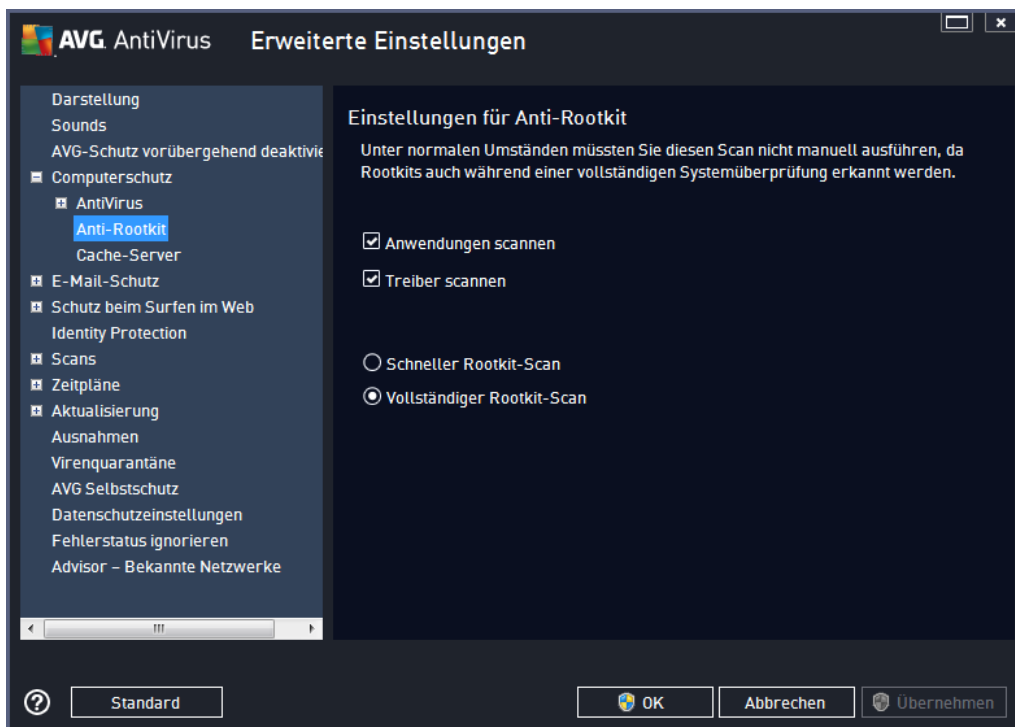 AVG. AntiVirus Erweiterte Einstellungen
Darstellung
Sounds
AVG-Schutz vorübergehend deaktivie
Computerschutz
AntiVirus
Anti-Rootkit
Cache-Server
E-Mail-Schutz
Schutz beim Surfen im Web
Identity Protection
Scans
Zeitpläne
Aktualisierung
Ausnahmen
Virenquarantäne
AVG Selbstschutz
Datenschutzeinstellungen
Fehlerstatus ignorieren
Advisor – Bekannte Netzwerke
Einstellungen für Anti-Rootkit
Unter normalen Umständen müssten Sie diesen Scan nicht manuell ausführen, da
Rootkits auch während einer vollständigen Systemüberprüfung erkannt werden.
Anwendungen scannen
Treiber scannen
Schneller Rootkit-Scan
Vollständiger Rootkit-Scan
Standard
OK
Abbrechen
Übernehmen